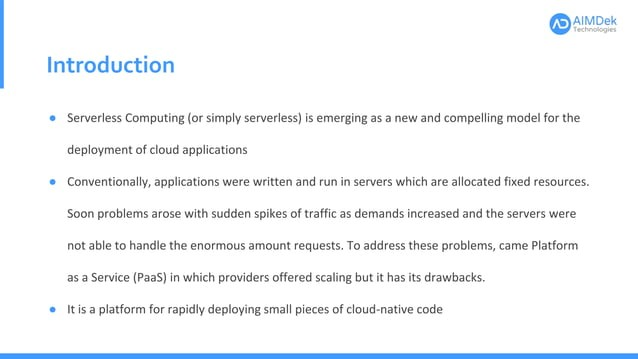 AIMDek
Technologies
Introduction
● Serverless Computing (or simply serverless) is emerging as a new and compelling model for the
deployment of cloud applications
● Conventionally, applications were written and run in servers which are allocated fixed resources.
Soon problems arose with sudden spikes of traffic as demands increased and the servers were
not able to handle the enormous amount requests. To address these problems, came Platform
as a Service (PaaS) in which providers offered scaling but it has its drawbacks.
● It is a platform for rapidly deploying small pieces of cloud-native code